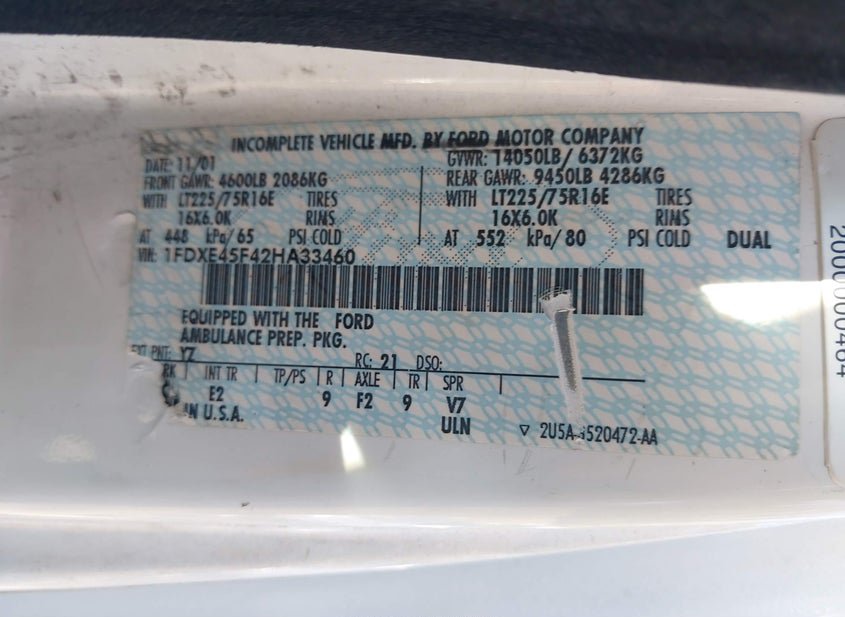 INCOMPLETE VEHICLE MFD. BY FORD MOTOR COMPANY
DATE: 11/01 GVWR: 14050LB/ 6372KG
FRONT GAWR: 4600LB 2086KG REAR GAWR: 9450LB 4286KG
WITH LT225/75R16E TIRES WITH LT225/75R16E TIRES
16X6.0K RIMS 16X6.0K RIMS
AT 448 kPa/65 PSI COLD AT 552 kPa/80 PSI COLD DUAL
VIN: 1FDXE45F42HA33460
EQUIPPED WITH THE FORD
AMBULANCE PREP. PKG.
EXT PNT: YZ RC: 21 DSO:
RK INT TR TP/PS R AXLE TR SPR
E2 9 F2 9 V7
IN U.S.A. ULN
2U5A- 520472-AA
2000000464